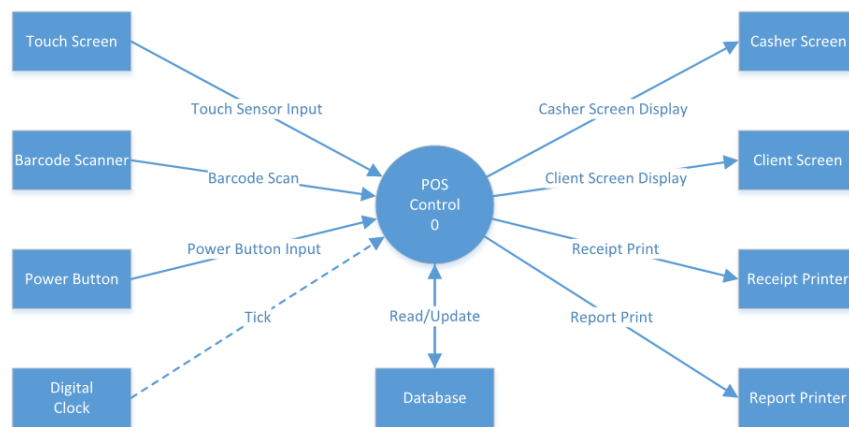 Touch Screen
Casher Screen
Touch Sensor Input
Casher Screen Display
Barcode Scanner
Client Screen
Barcode Scan
Client Screen Display
POS
Control
0
Power Button Input
Receipt Print
Power Button
Receipt Printer
Tick
Read/Update
Report Print
Digital
Clock
Database
Report Printer